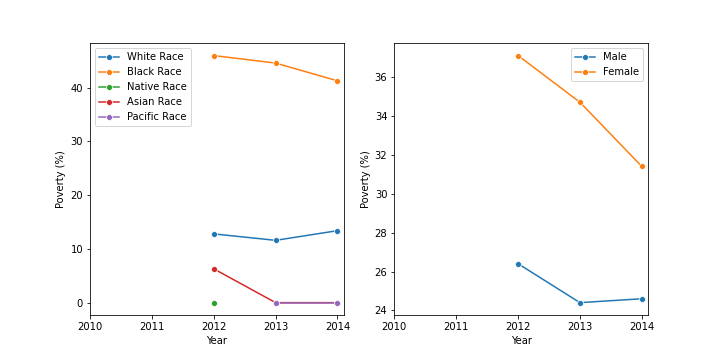 White Race
Black Race
Native Race
Asian Race
Pacific Race
40
30
20
10
0
Poverty (%)
2010 2011 2012 2013 2014
Year
Male
Female
36
34
32
30
28
26
24
Poverty (%)
2010 2011 2012 2013 2014
Year